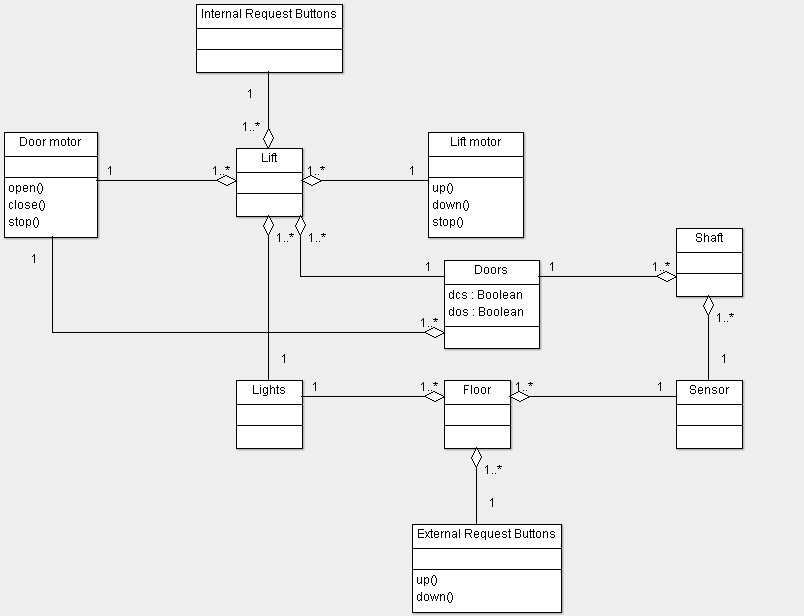 Internal Request Buttons
1
1..*
Door motor
open()
close()
stop()
1
1..*
Lift
1..*
1
Lift motor
up()
down()
stop()
1..*
1..*
1
1
Doors
dcs : Boolean
dos : Boolean
1
1..*
Shaft
1..*
1..*
1
1
Lights
1
1..*
Floor
1..*
1
Sensor
1..*
1
External Request Buttons
up()
down()